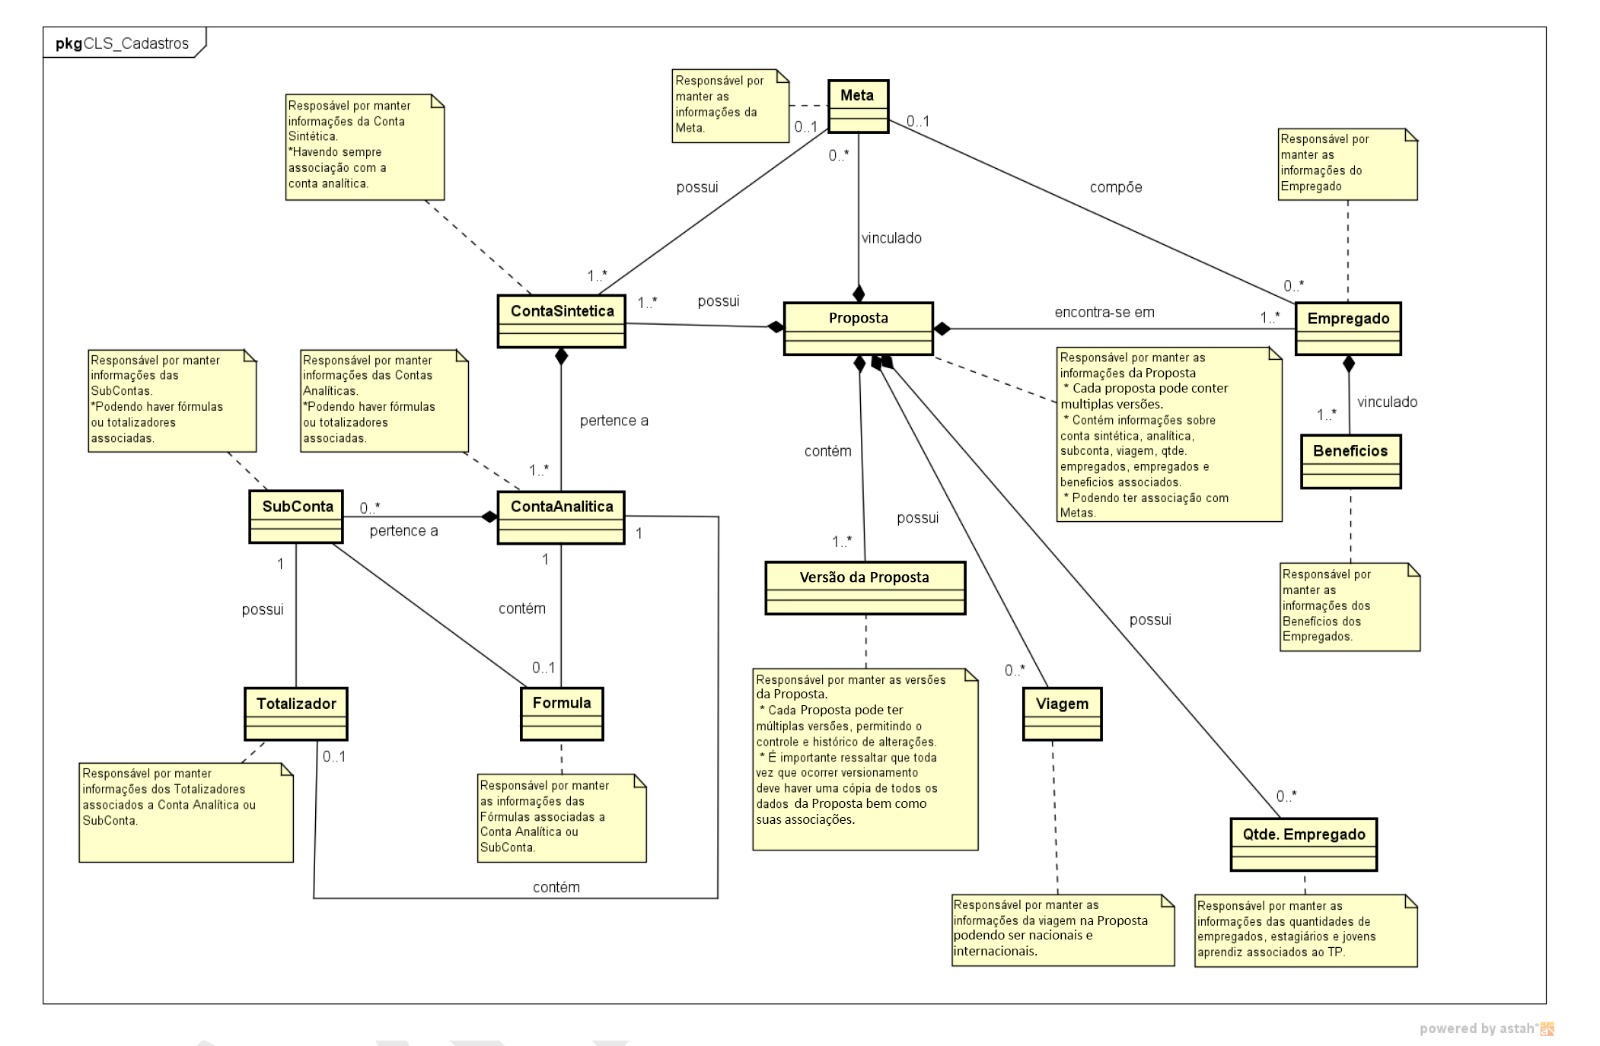 pkg CLS_Cadastros
Resposável por manter
informações da Conta
Sintética.
*Havendo sempre
associação com a
conta analítica.
Responsável por
manter as
informações da
Meta.
Meta
0..1
0..1
0..*
possui
compõe
vinculado
Responsável por
manter as
informações do
Empregado
1..*
0..*
ContaSintetica
1..*
possui
Proposta
encontra-se em
1..*
Empregado
Responsável por manter
informações das
SubContas.
*Podendo haver fórmulas
ou totalizadores
associadas.
Responsável por manter
informações das Contas
Analíticas.
*Podendo haver fórmulas
ou totalizadores
associadas.
pertence a
1..*
Responsável por manter as
informações da Proposta
* Cada proposta pode conter
multiplas versões.
* Contém informações sobre
conta sintética, analítica,
subconta, viagem, qtde.
empregados, empregados e
beneficios associados.
* Podendo ter associação com
Metas.
vinculado
1..*
Beneficios
contém
possui
1..*
SubConta
0..*
pertence a
ContaAnalitica
1
1
1
possui
contém
0..1
Versão da Proposta
possui
Responsável por
manter as
informações dos
Benefícios dos
Empregados.
Totalizador
0..1
Formula
Responsável por manter as versões
da Proposta.
* Cada Proposta pode ter
múltiplas versões, permitindo o
controle e histórico de alterações.
* É importante ressaltar que toda
vez que ocorrer versionamento
deve haver uma cópia de todos os
dados da Proposta bem como
suas associações.
0..*
Viagem
Responsável por manter
informações dos Totalizadores
associados a Conta Analítica ou
SubConta.
Responsável por manter
as informações das
Fórmulas associadas a
Conta Analítica ou
SubConta.
contém
0..*
Qtde. Empregado
Responsável por manter as
informações da viagem na Proposta
podendo ser nacionais e
internacionais.
Responsável por manter as
informações das quantidades de
empregados, estagiários e jovens
aprendiz associados ao TP.
powered by astah*